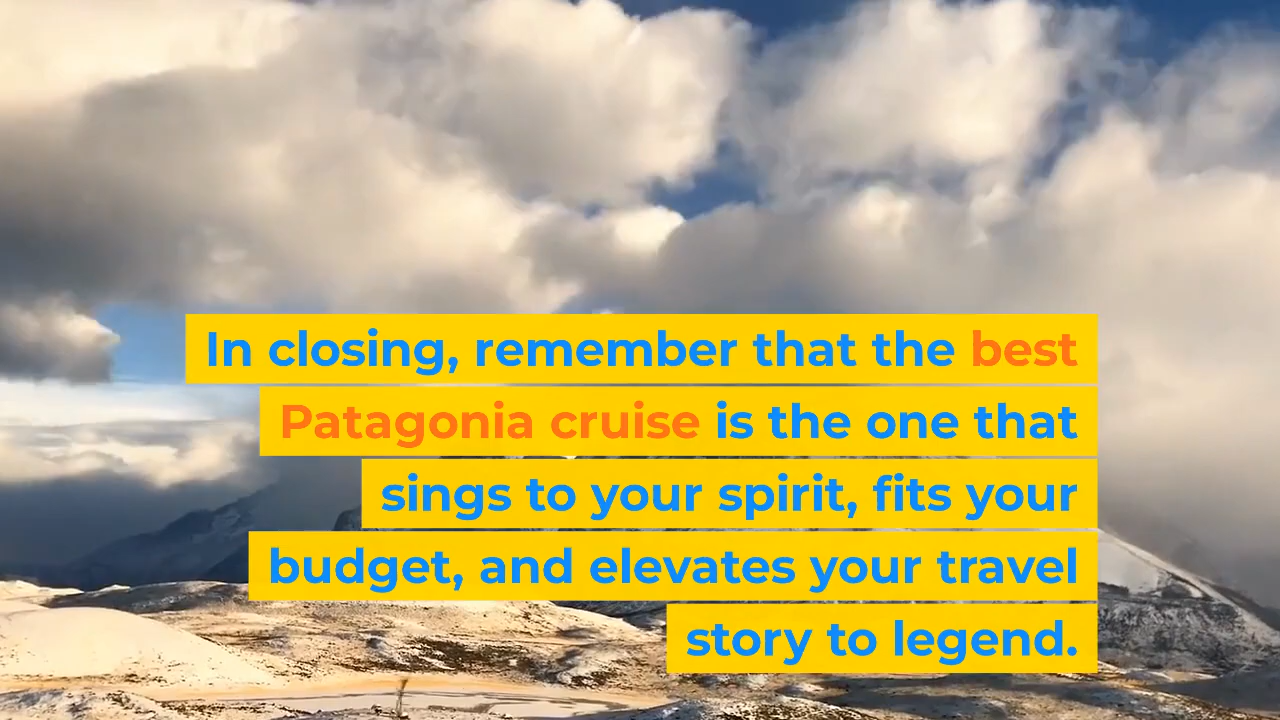 In closing, remember that the best
Patagonia cruise is the one that
sings to your spirit, fits your
budget, and elevates your travel
story to legend.